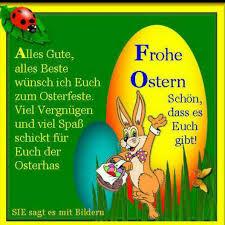 Alles Gute,
alles Beste
wünsch ich Euch
zum Osterfeste.
Viel Vergnügen
und viel Spaß
schickt für
Euch der
Osterhas
Frohe
Ostern
Schön,
dass es
Euch
gibt!
SIE sagt es mit Bildern